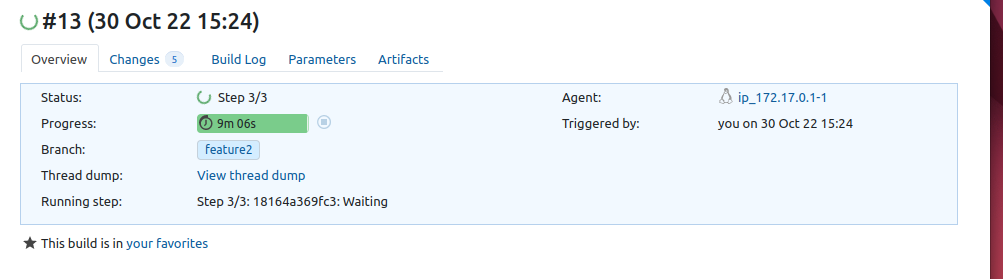 #13 (30 Oct 22 15:24)
Overview Changes 5 Build Log Parameters Artifacts
Status: Step 3/3 Agent: ip_172.17.0.1-1
Progress: 9m 06s Triggered by: you on 30 Oct 22 15:24
Branch: feature2
Thread dump: View thread dump
Running step: Step 3/3: 18164a369fc3: Waiting
This build is in your favorites